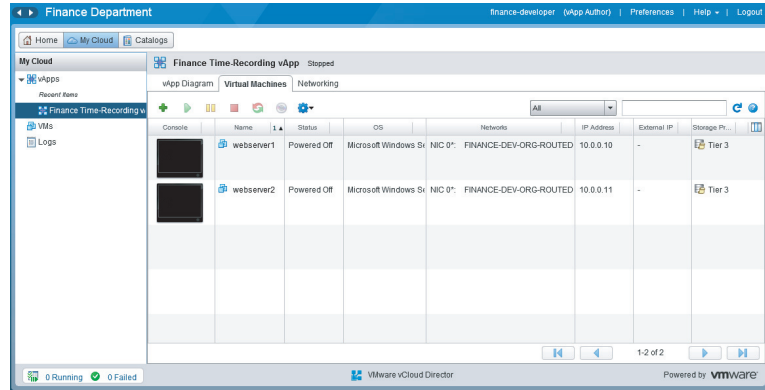 Finance Department
finance-developer (vApp Author) | Preferences | Help | Logout
Home My Cloud Catalogs
My Cloud
Finance Time-Recording vApp Stopped
vApps
Recent Items
Finance Time-Recording v
VMs
Logs
vApp Diagram Virtual Machines Networking
All
Console Name 1 Status OS Networks IP Address External IP Storage Pr...
webserver1 Powered Off Microsoft Windows Se NIC 0*: FINANCE-DEV-ORG-ROUTED 10.0.0.10 - Tier 3
webserver2 Powered Off Microsoft Windows Se NIC 0*: FINANCE-DEV-ORG-ROUTED 10.0.0.11 - Tier 3
1-2 of 2
0 Running 0 Failed
VMware vCloud Director
Powered by vmware